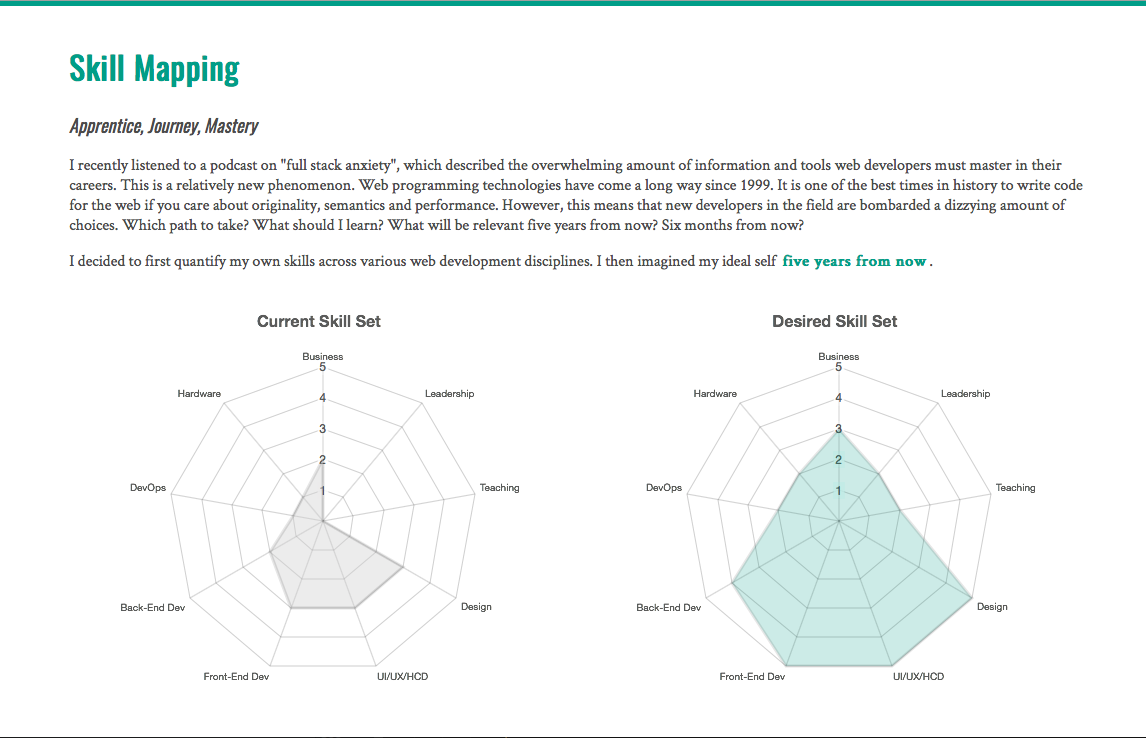 Skill Mapping
Apprentice, Journey, Mastery
I recently listened to a podcast on "full stack anxiety", which described the overwhelming amount of information and tools web developers must master in their
careers. This is a relatively new phenomenon. Web programming technologies have come a long way since 1999. It is one of the best times in history to write code
for the web if you care about originality, semantics and performance. However, this means that new developers in the field are bombarded a dizzying amount of
choices. Which path to take? What should I learn? What will be relevant five years from now? Six months from now?
I decided to first quantify my own skills across various web development disciplines. I then imagined my ideal self five years from now .
Current Skill Set
Business
5
Hardware
Leadership
4
3
2
DevOps
Teaching
1
Back-End Dev
Design
Front-End Dev
UI/UX/HCD
Desired Skill Set
Business
5
Hardware
Leadership
4
3
2
DevOps
Teaching
1
Back-End Dev
Design
Front-End Dev
UI/UX/HCD